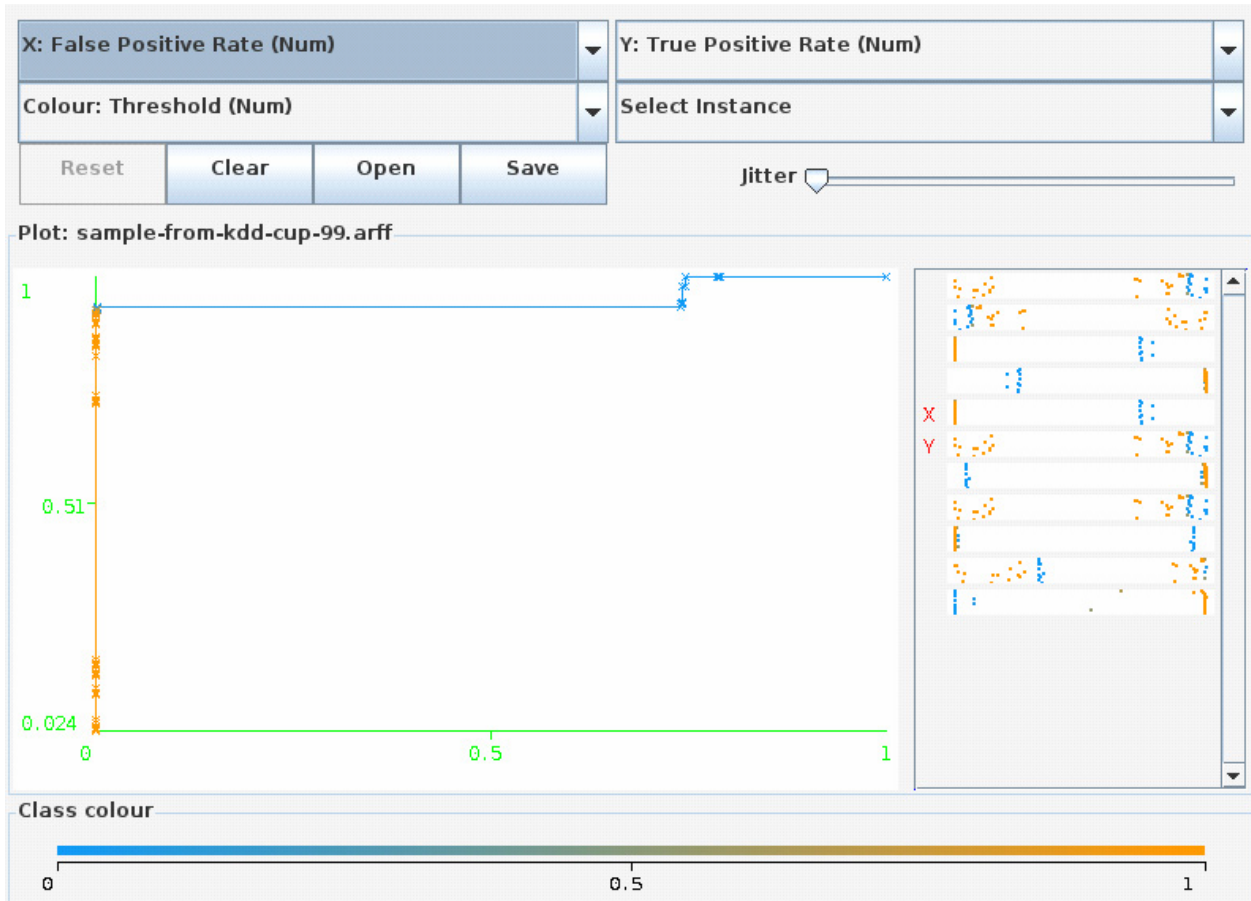 X: False Positive Rate (Num)
Y: True Positive Rate (Num)
Colour: Threshold (Num)
Select Instance
Reset
Clear
Open
Save
Jitter
Plot: sample-from-kdd-cup-99.arff
1
0.51
0.024
0
0.5
1
X
Y
Class colour
0
0.5
1